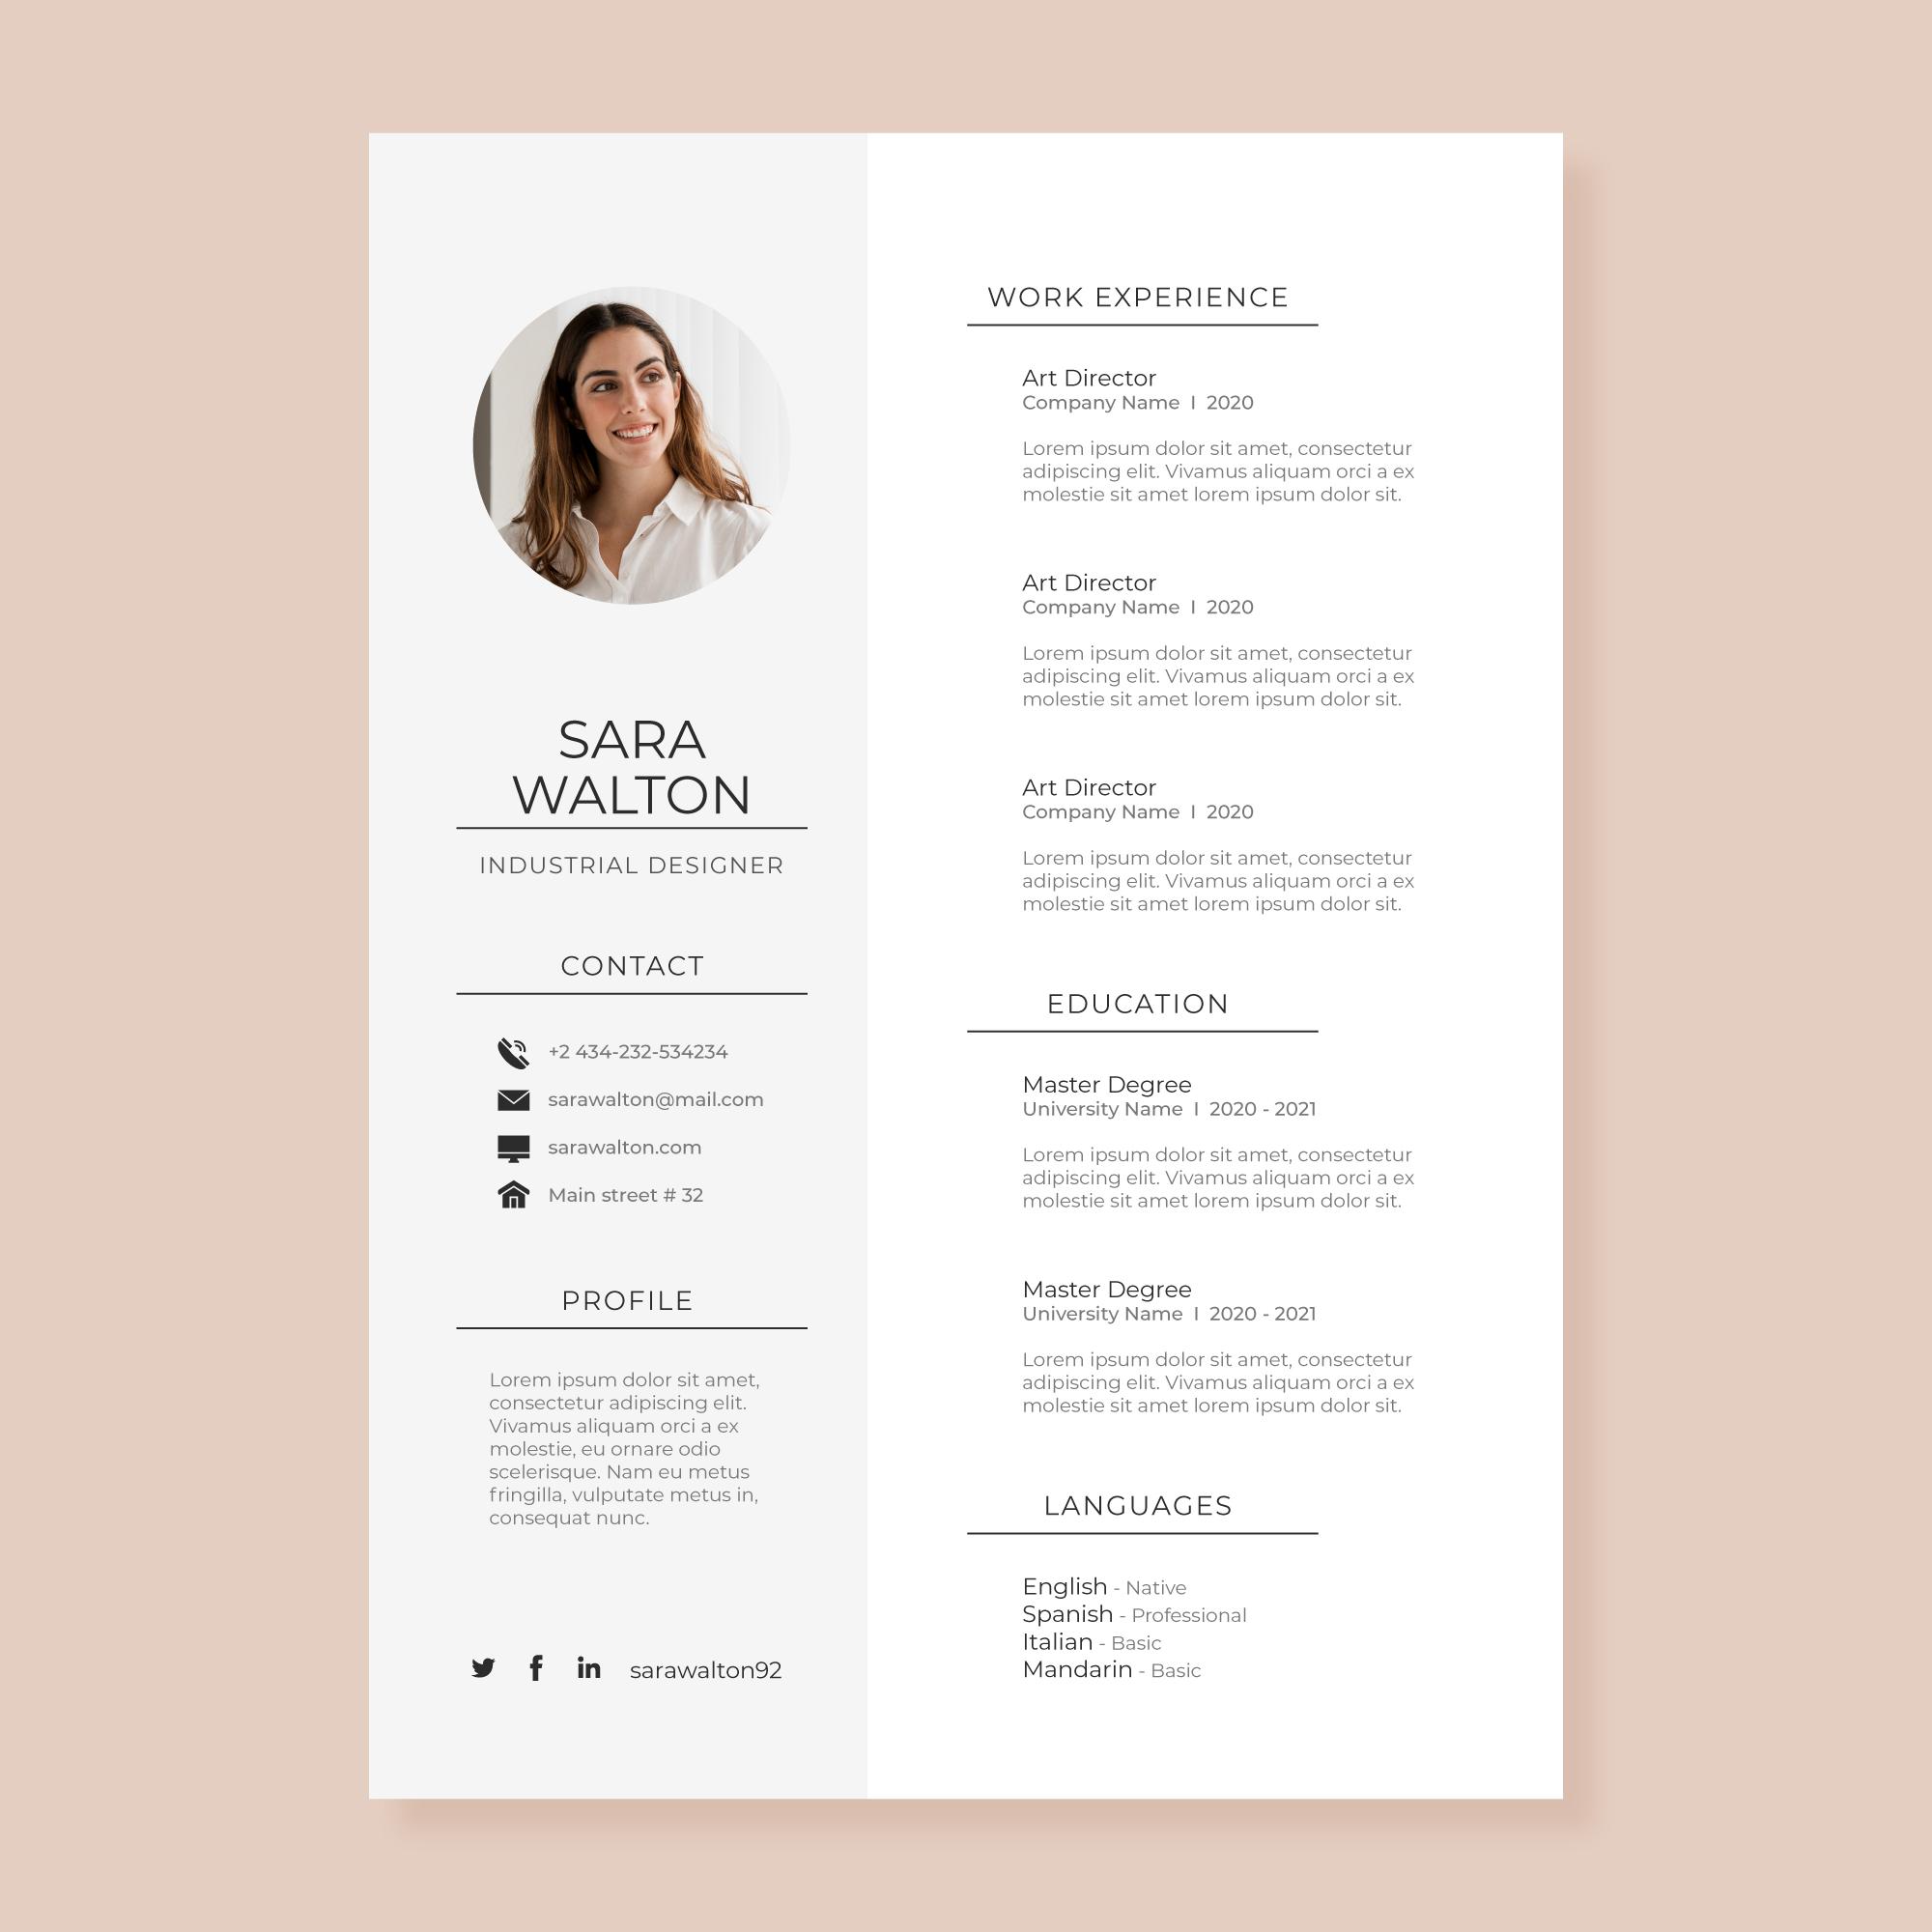 SARA
WALTON
INDUSTRIAL DESIGNER
CONTACT
+2 434-232-534234
sarawalton@mail.com
sarawalton.com
Main street # 32
PROFILE
Lorem ipsum dolor sit amet,
consectetur adipiscing elit.
Vivamus aliquam orci a ex
molestie, eu ornare odio
scelerisque. Nam eu metus
fringilla, vulputate metus in,
consequat nunc.
sarawalton92
WORK EXPERIENCE
Art Director
Company Name I 2020
Lorem ipsum dolor sit amet, consectetur
adipiscing elit. Vivamus aliquam orci a ex
molestie sit amet lorem ipsum dolor sit.
Art Director
Company Name I 2020
Lorem ipsum dolor sit amet, consectetur
adipiscing elit. Vivamus aliquam orci a ex
molestie sit amet lorem ipsum dolor sit.
Art Director
Company Name I 2020
Lorem ipsum dolor sit amet, consectetur
adipiscing elit. Vivamus aliquam orci a ex
molestie sit amet lorem ipsum dolor sit.
EDUCATION
Master Degree
University Name I 2020 - 2021
Lorem ipsum dolor sit amet, consectetur
adipiscing elit. Vivamus aliquam orci a ex
molestie sit amet lorem ipsum dolor sit.
Master Degree
University Name I 2020 - 2021
Lorem ipsum dolor sit amet, consectetur
adipiscing elit. Vivamus aliquam orci a ex
molestie sit amet lorem ipsum dolor sit.
LANGUAGES
English - Native
Spanish - Professional
Italian - Basic
Mandarin - Basic